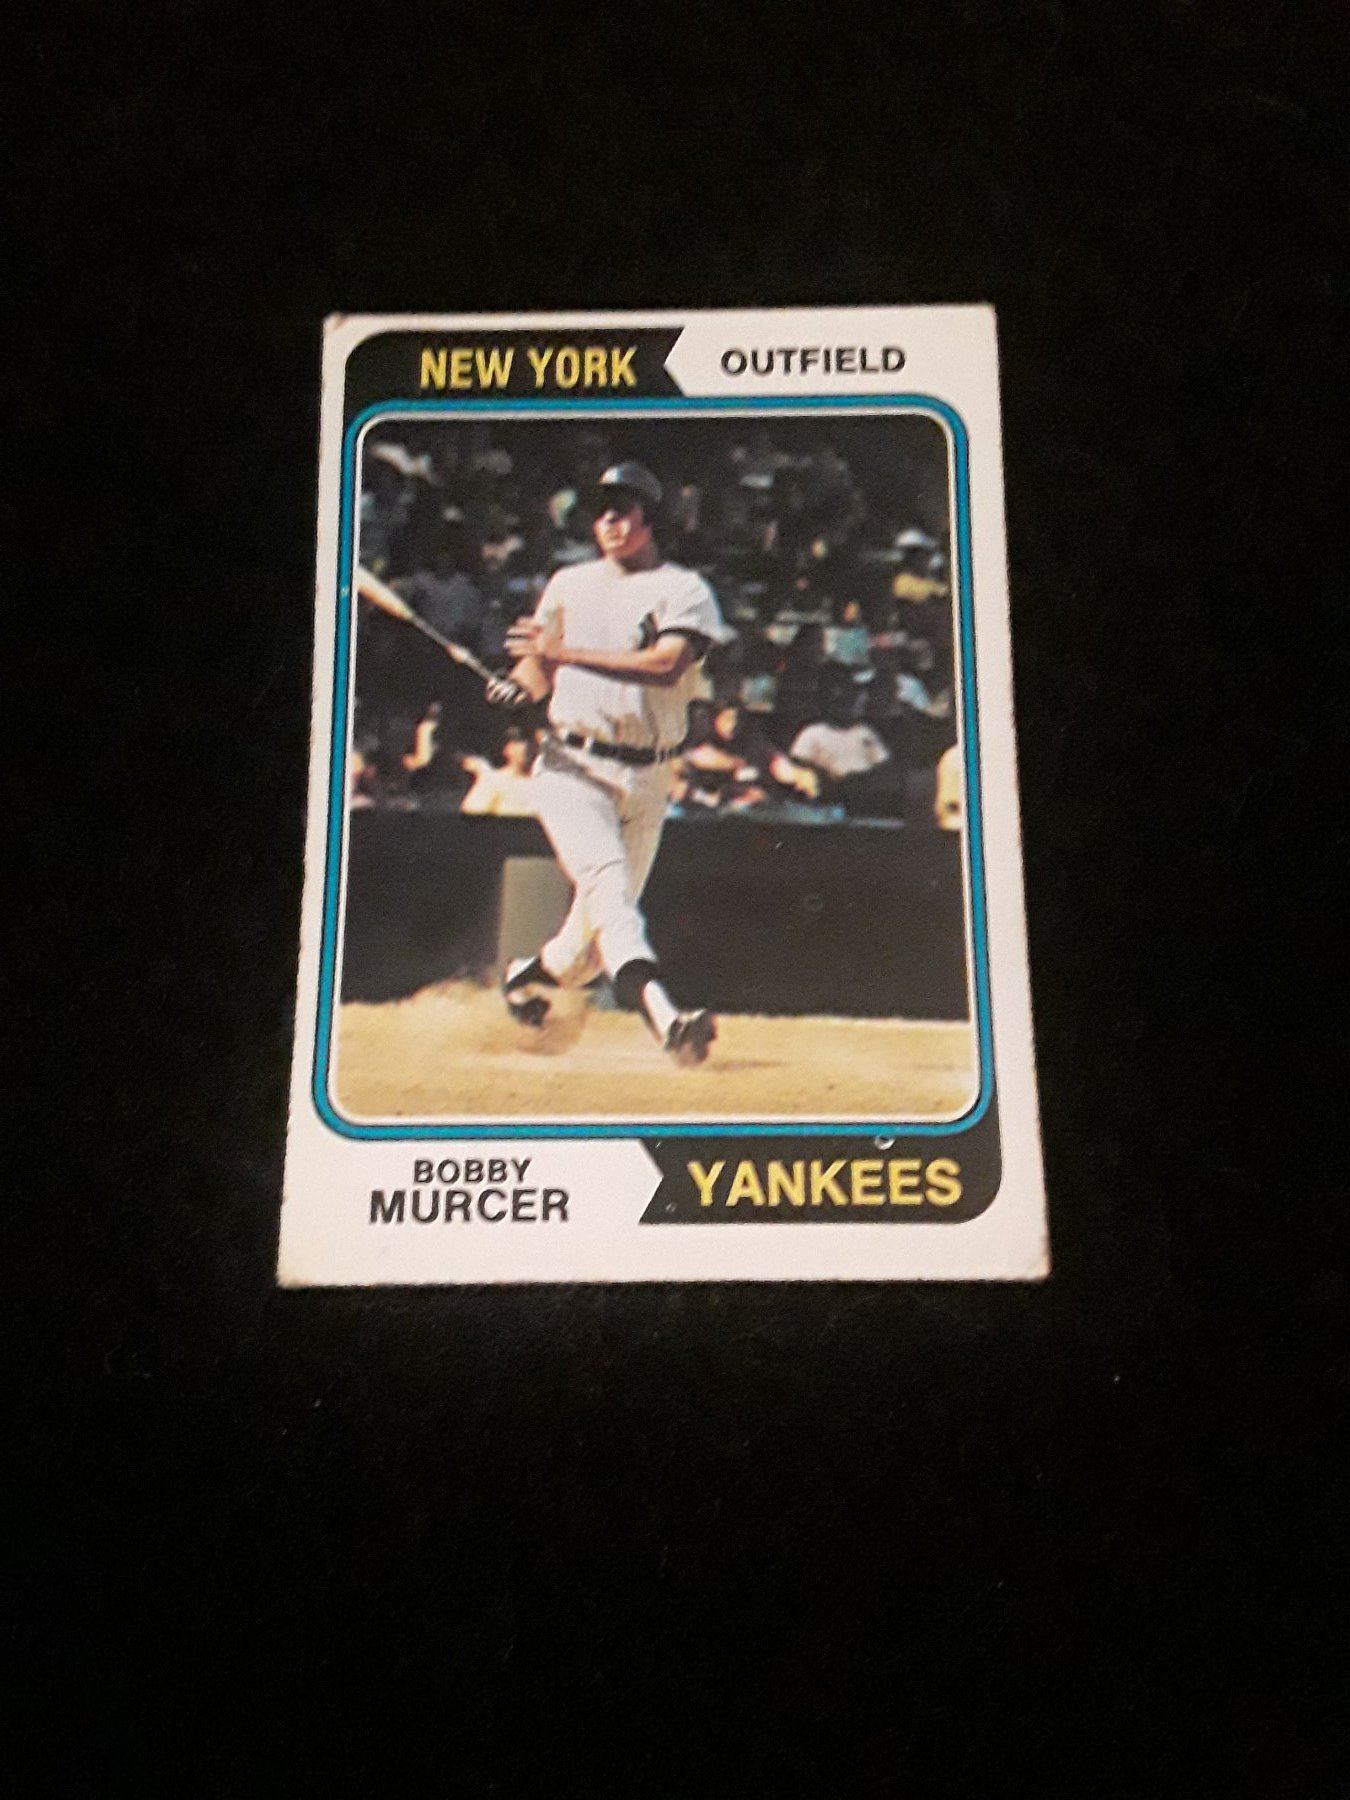 NEW YORK
OUTFIELD
BOBBY
MURCER
YANKEES